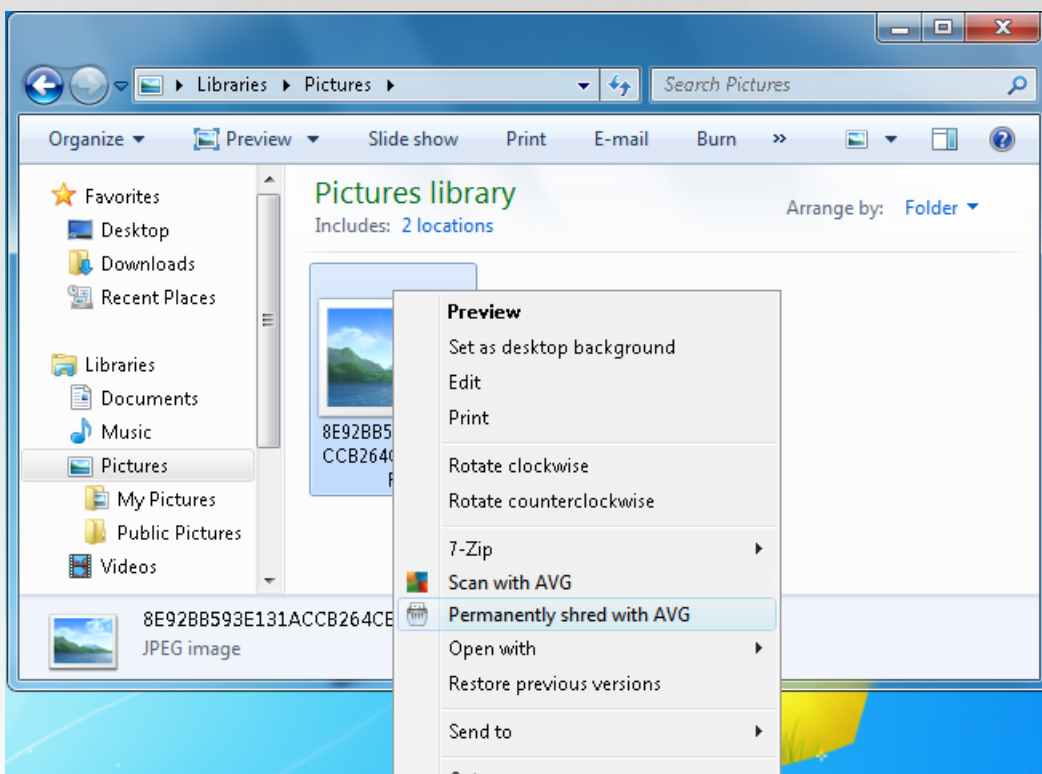 Libraries Pictures
Search Pictures
Organize Preview Slide show Print E-mail Burn »
Favorites
Desktop
Downloads
Recent Places
Libraries
Documents
Music
Pictures
My Pictures
Public Pictures
Videos
Pictures library
Includes: 2 locations
Arrange by: Folder
8E92BB5
CCB264
Preview
Set as desktop background
Edit
Print
Rotate clockwise
Rotate counterclockwise
7-Zip
Scan with AVG
Permanently shred with AVG
Open with
Restore previous versions
Send to
8E92BB593E131ACCB264CE
JPEG image